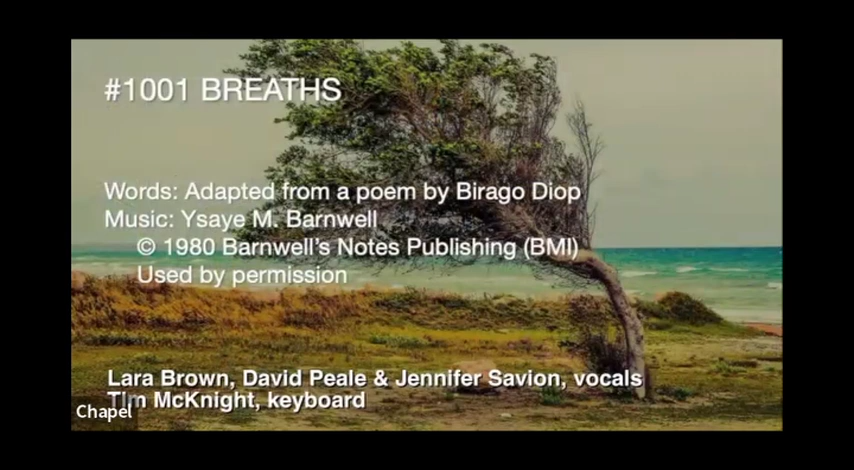 #1001 BREATHS
Words: Adapted from a poem by Birago Diop
Music: Ysaye M. Barnwell
© 1980 Barnwell's Notes Publishing (BMI)
Used by permission
Lara Brown, David Peale & Jennifer Savion, vocals
Tim McKnight, keyboard
Chapel